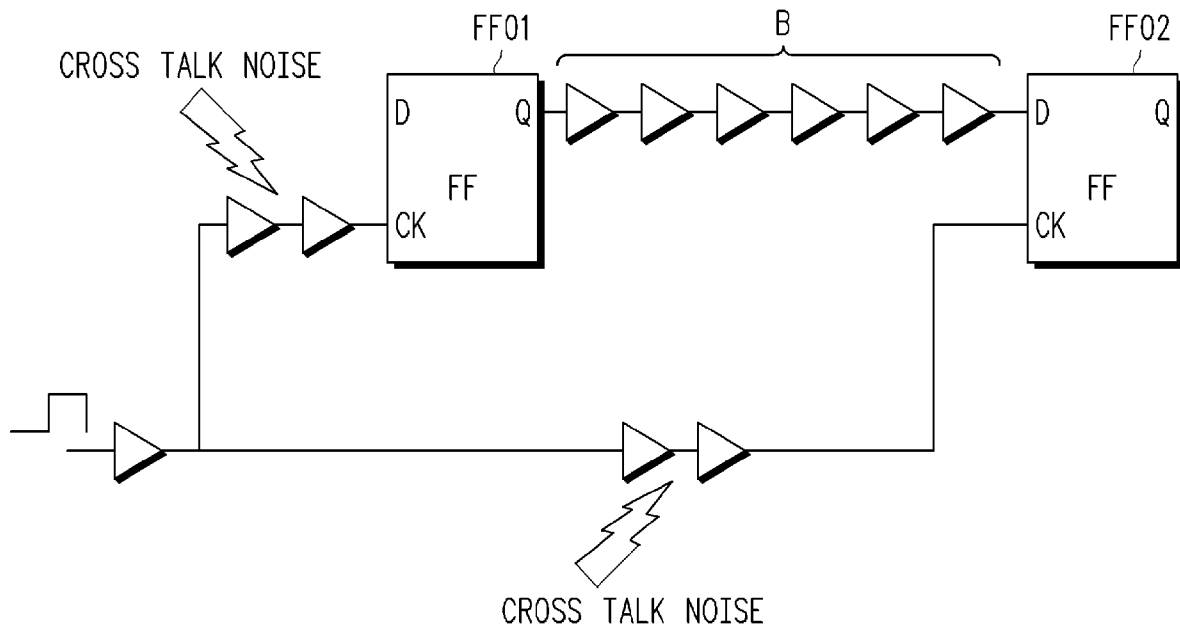 FF01
B
FF02
CROSS TALK NOISE
D
Q
D
Q
FF
FF
CK
CK
CROSS TALK NOISE